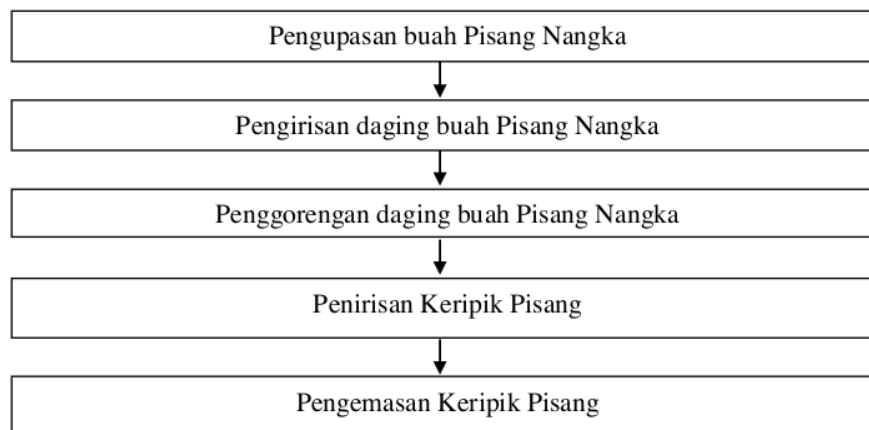 Pengupasan buah Pisang Nangka
Pengirisan daging buah Pisang Nangka
Penggorengan daging buah Pisang Nangka
Penirisan Keripik Pisang
Pengemasan Keripik Pisang